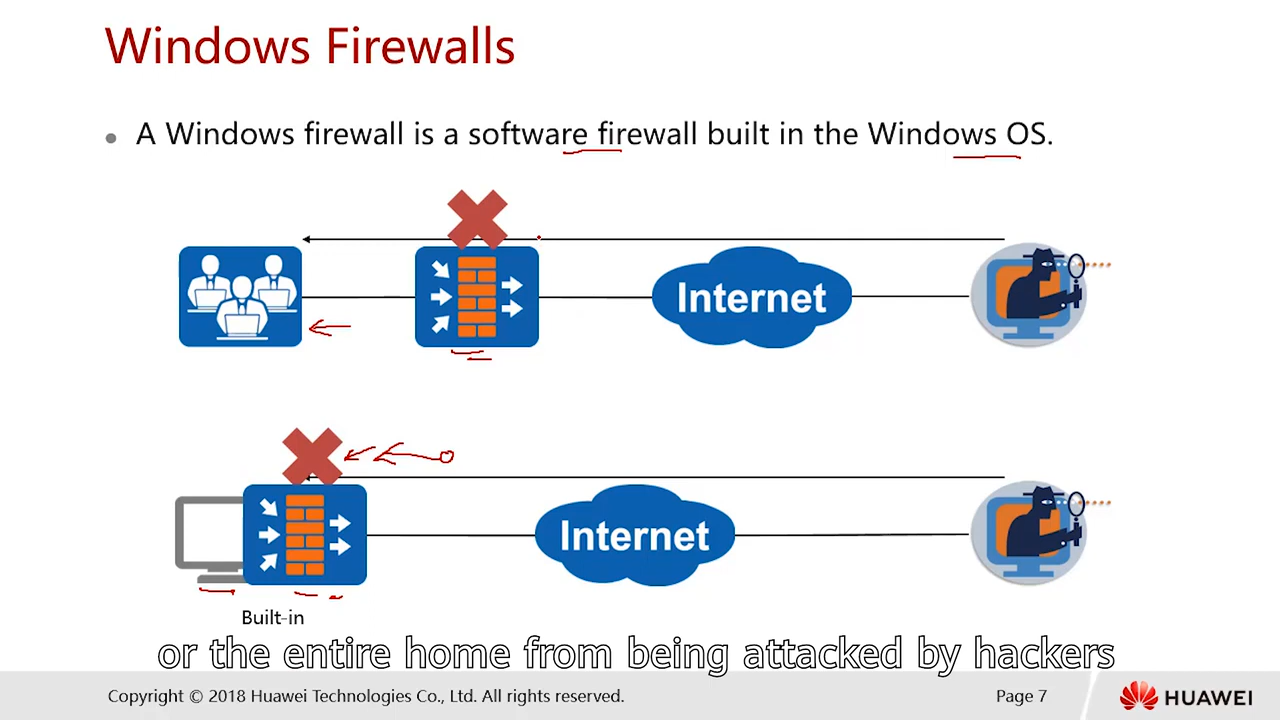 Windows Firewalls
A Windows firewall is a software firewall built in the Windows OS.
Internet
Internet
Built-in
or the entire home from being attacked by hackers
Copyright © 2018 Huawei Technologies Co., Ltd. All rights reserved.
Page 7
HUAWEI